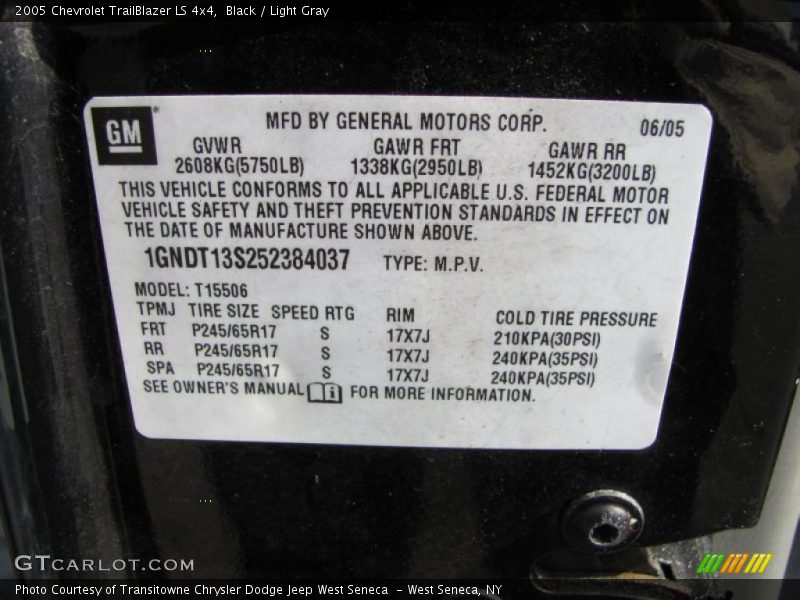 2005 Chevrolet TrailBlazer LS 4x4,  Black / Light Gray
GM
MFD BY GENERAL MOTORS CORP. 06/05
GVWR GAWR FRT GAWR RR
2608KG(5750LB) 1338KG(2950LB) 1452KG(3200LB)
THIS VEHICLE CONFORMS TO ALL APPLICABLE U.S. FEDERAL MOTOR
VEHICLE SAFETY AND THEFT PREVENTION STANDARDS IN EFFECT ON
THE DATE OF MANUFACTURE SHOWN ABOVE.
1GNDT13S252384037 TYPE: M.P.V.
MODEL: T15506
TPMJ TIRE SIZE SPEED RTG RIM COLD TIRE PRESSURE
FRT P245/65R17 S 17X7J 210KPA(30PSI)
RR P245/65R17 S 17X7J 240KPA(35PSI)
SPA P245/65R17 S 17X7J 240KPA(35PSI)
SEE OWNER'S MANUAL FOR MORE INFORMATION.
GTCARLOT.COM
Photo Courtesy of Transitowne Chrysler Dodge Jeep West Seneca  - West Seneca, NY